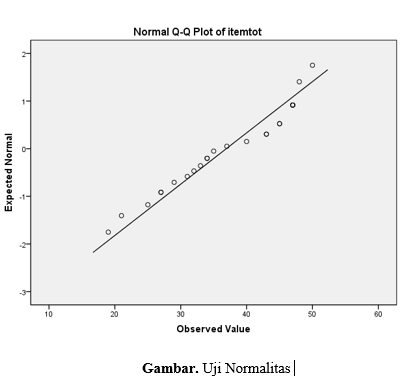 Normal Q-Q Plot of itemtot
2
1
0
-1
-2
-3
Expected Normal
10 20 30 40 50 60
Observed Value
Gambar. Uji Normalitas